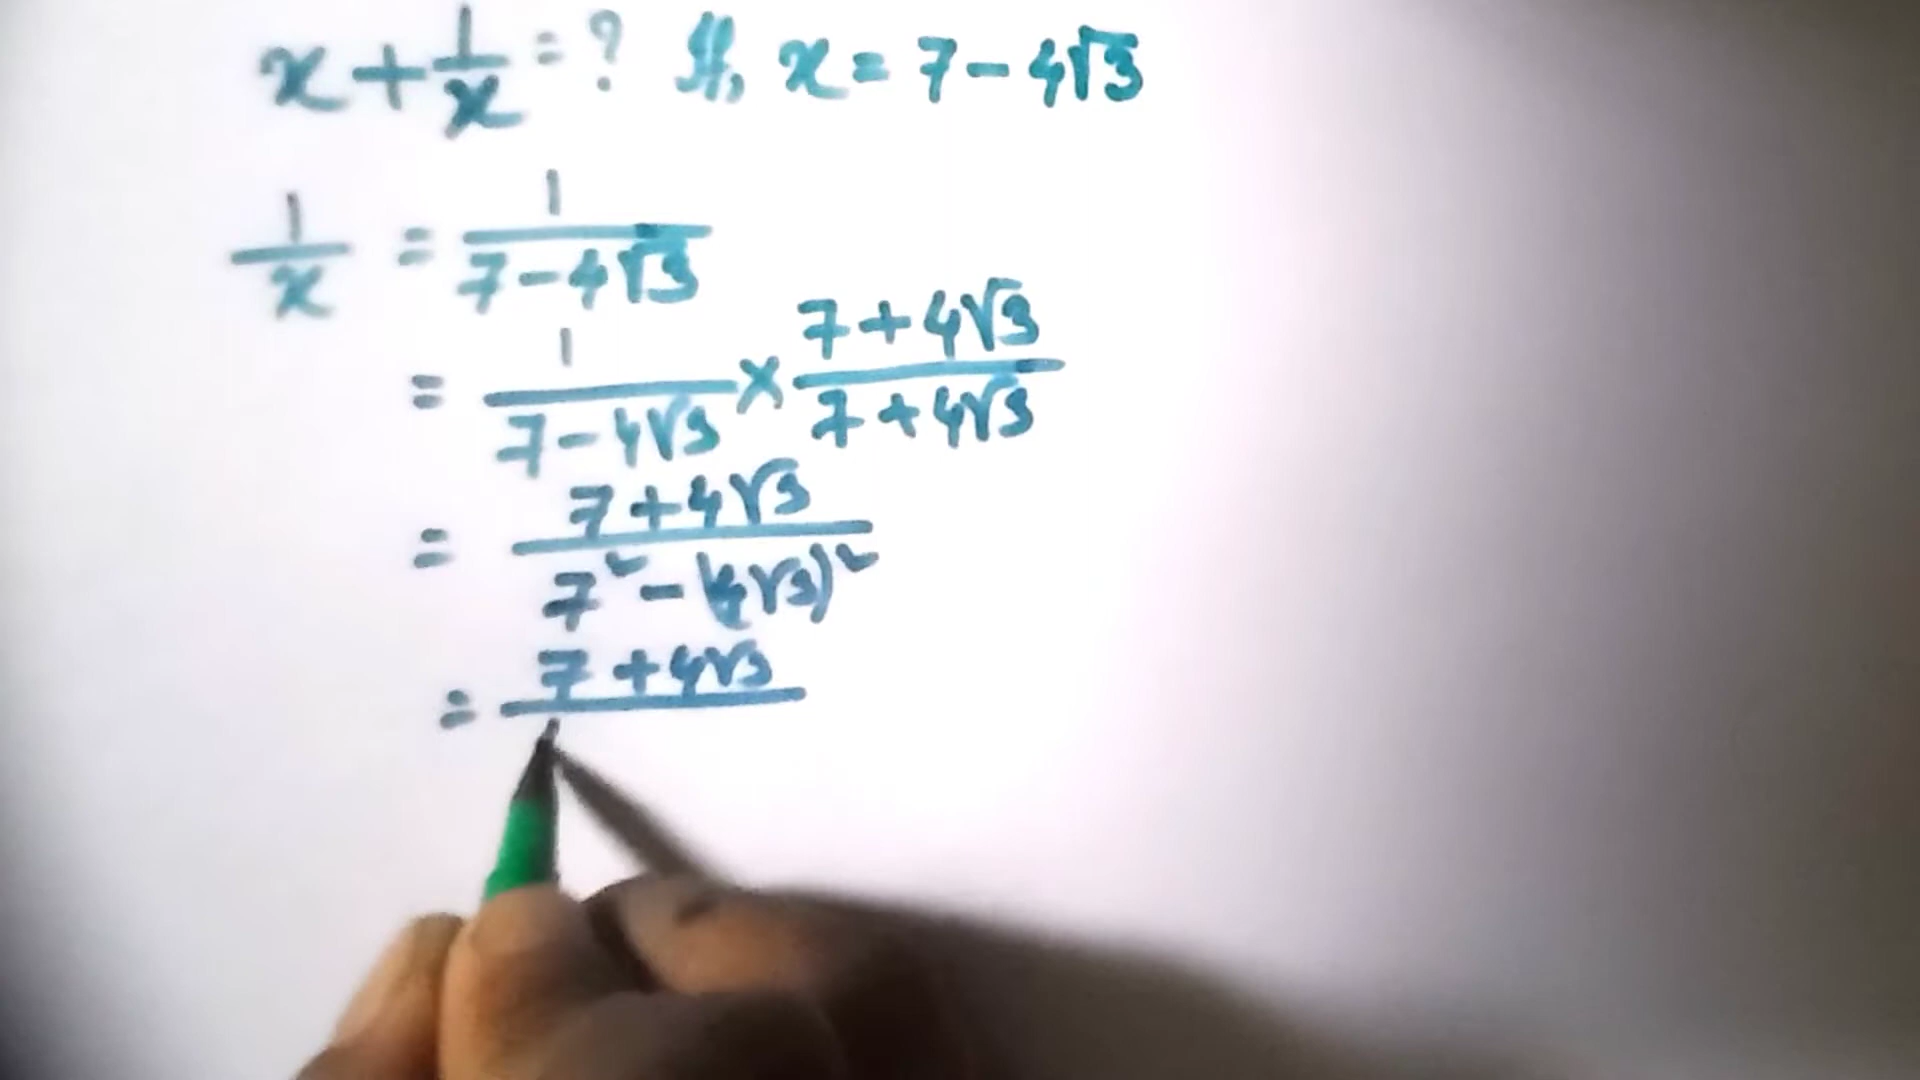 x + 1/x = ? If, x = 7 - 4√3
1/x = 1/(7 - 4√3)
= 1/(7 - 4√3) × (7 + 4√3)/(7 + 4√3)
= (7 + 4√3)/(7² - (4√3)²)
= (7 + 4√3)/